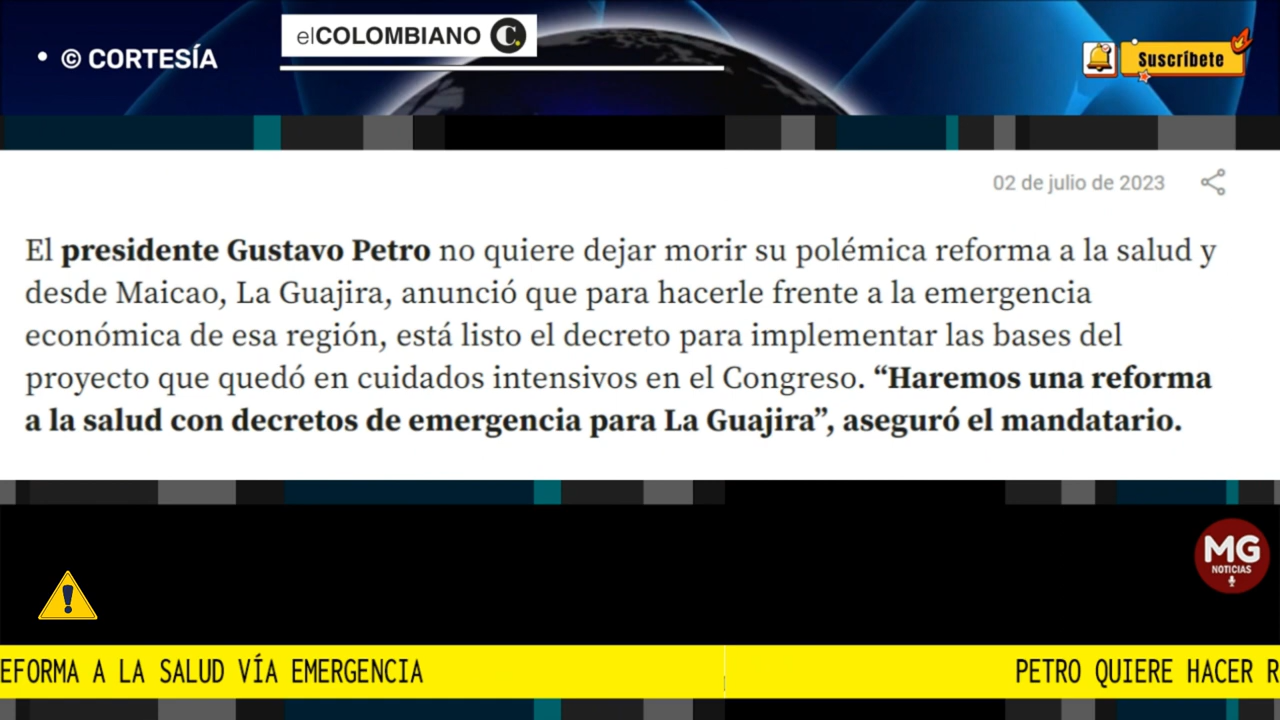 • © CORTESÍA
elCOLOMBIANO C.
Suscríbete
02 de julio de 2023
El presidente Gustavo Petro no quiere dejar morir su polémica reforma a la salud y
desde Maicao, La Guajira, anunció que para hacerle frente a la emergencia
económica de esa región, está listo el decreto para implementar las bases del
proyecto que quedó en cuidados intensivos en el Congreso. “Haremos una reforma
a la salud con decretos de emergencia para La Guajira”, aseguró el mandatario.
MG
NOTICIAS
EFORMA A LA SALUD VÍA EMERGENCIA
PETRO QUIERE HACER R